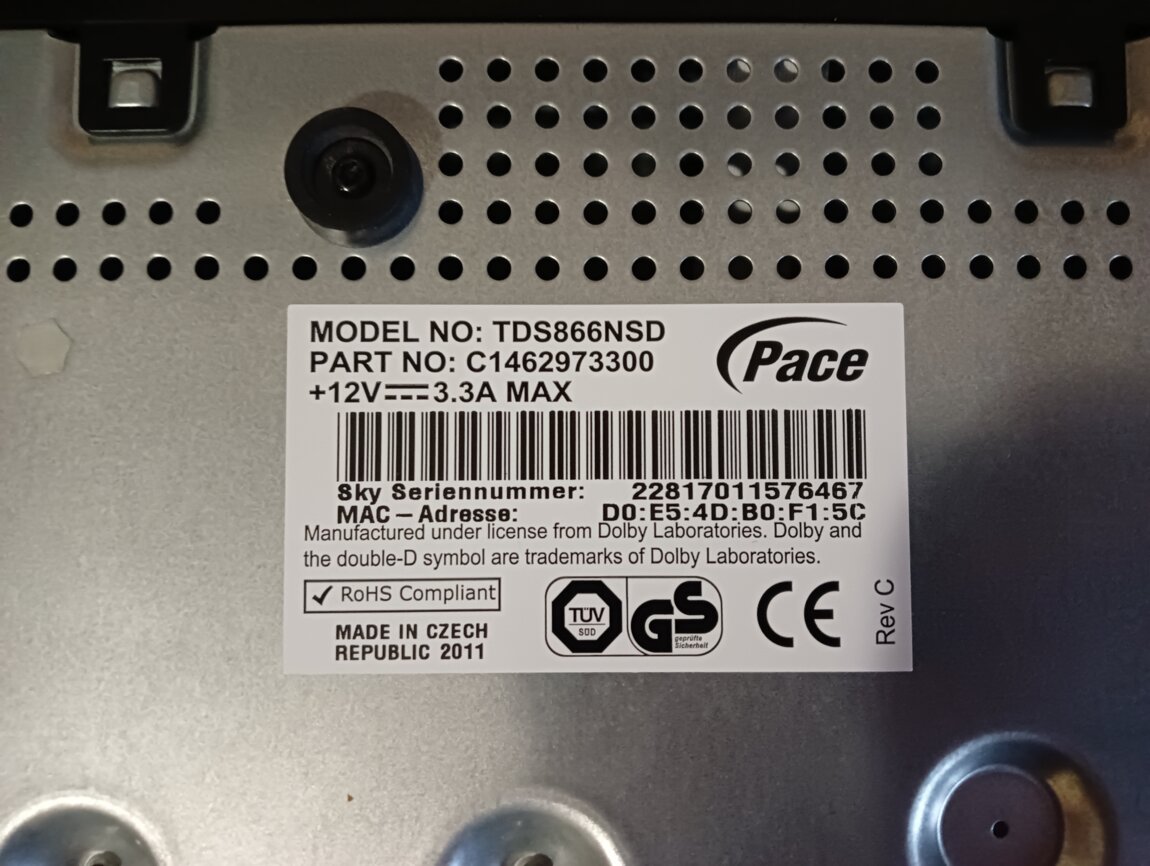 MODEL NO: TDS866NSD
PART NO: C1462973300
+12V⎓3.3A MAX
Pace
Sky Seriennummer: 22817011576467
MAC-Adresse: D0:E5:4D:B0:F1:5C
Manufactured under license from Dolby Laboratories. Dolby and
the double-D symbol are trademarks of Dolby Laboratories.
✓ RoHS Compliant
MADE IN CZECH
REPUBLIC 2011
TÜV
SÜD
GS
geprüfte
Sicherheit
CE
Rev C